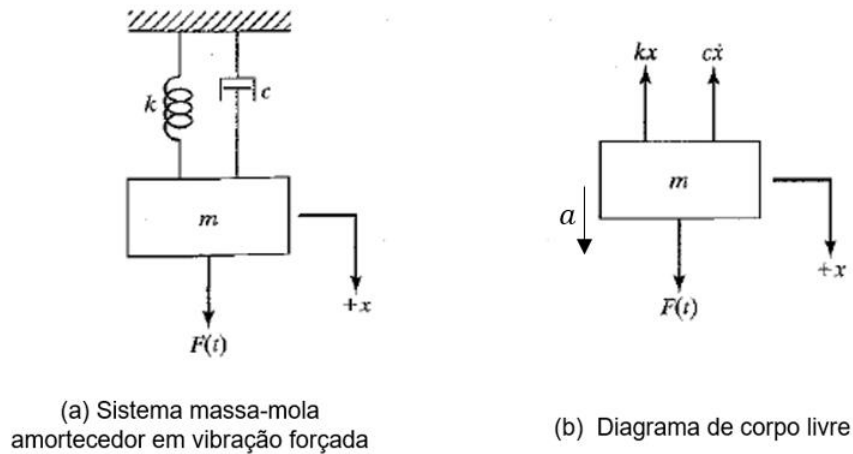 k
c
m
+x
F(t)
(a) Sistema massa-mola
amortecedor em vibração forçada
kx cẋ
m
a
+x
F(t)
(b) Diagrama de corpo livre